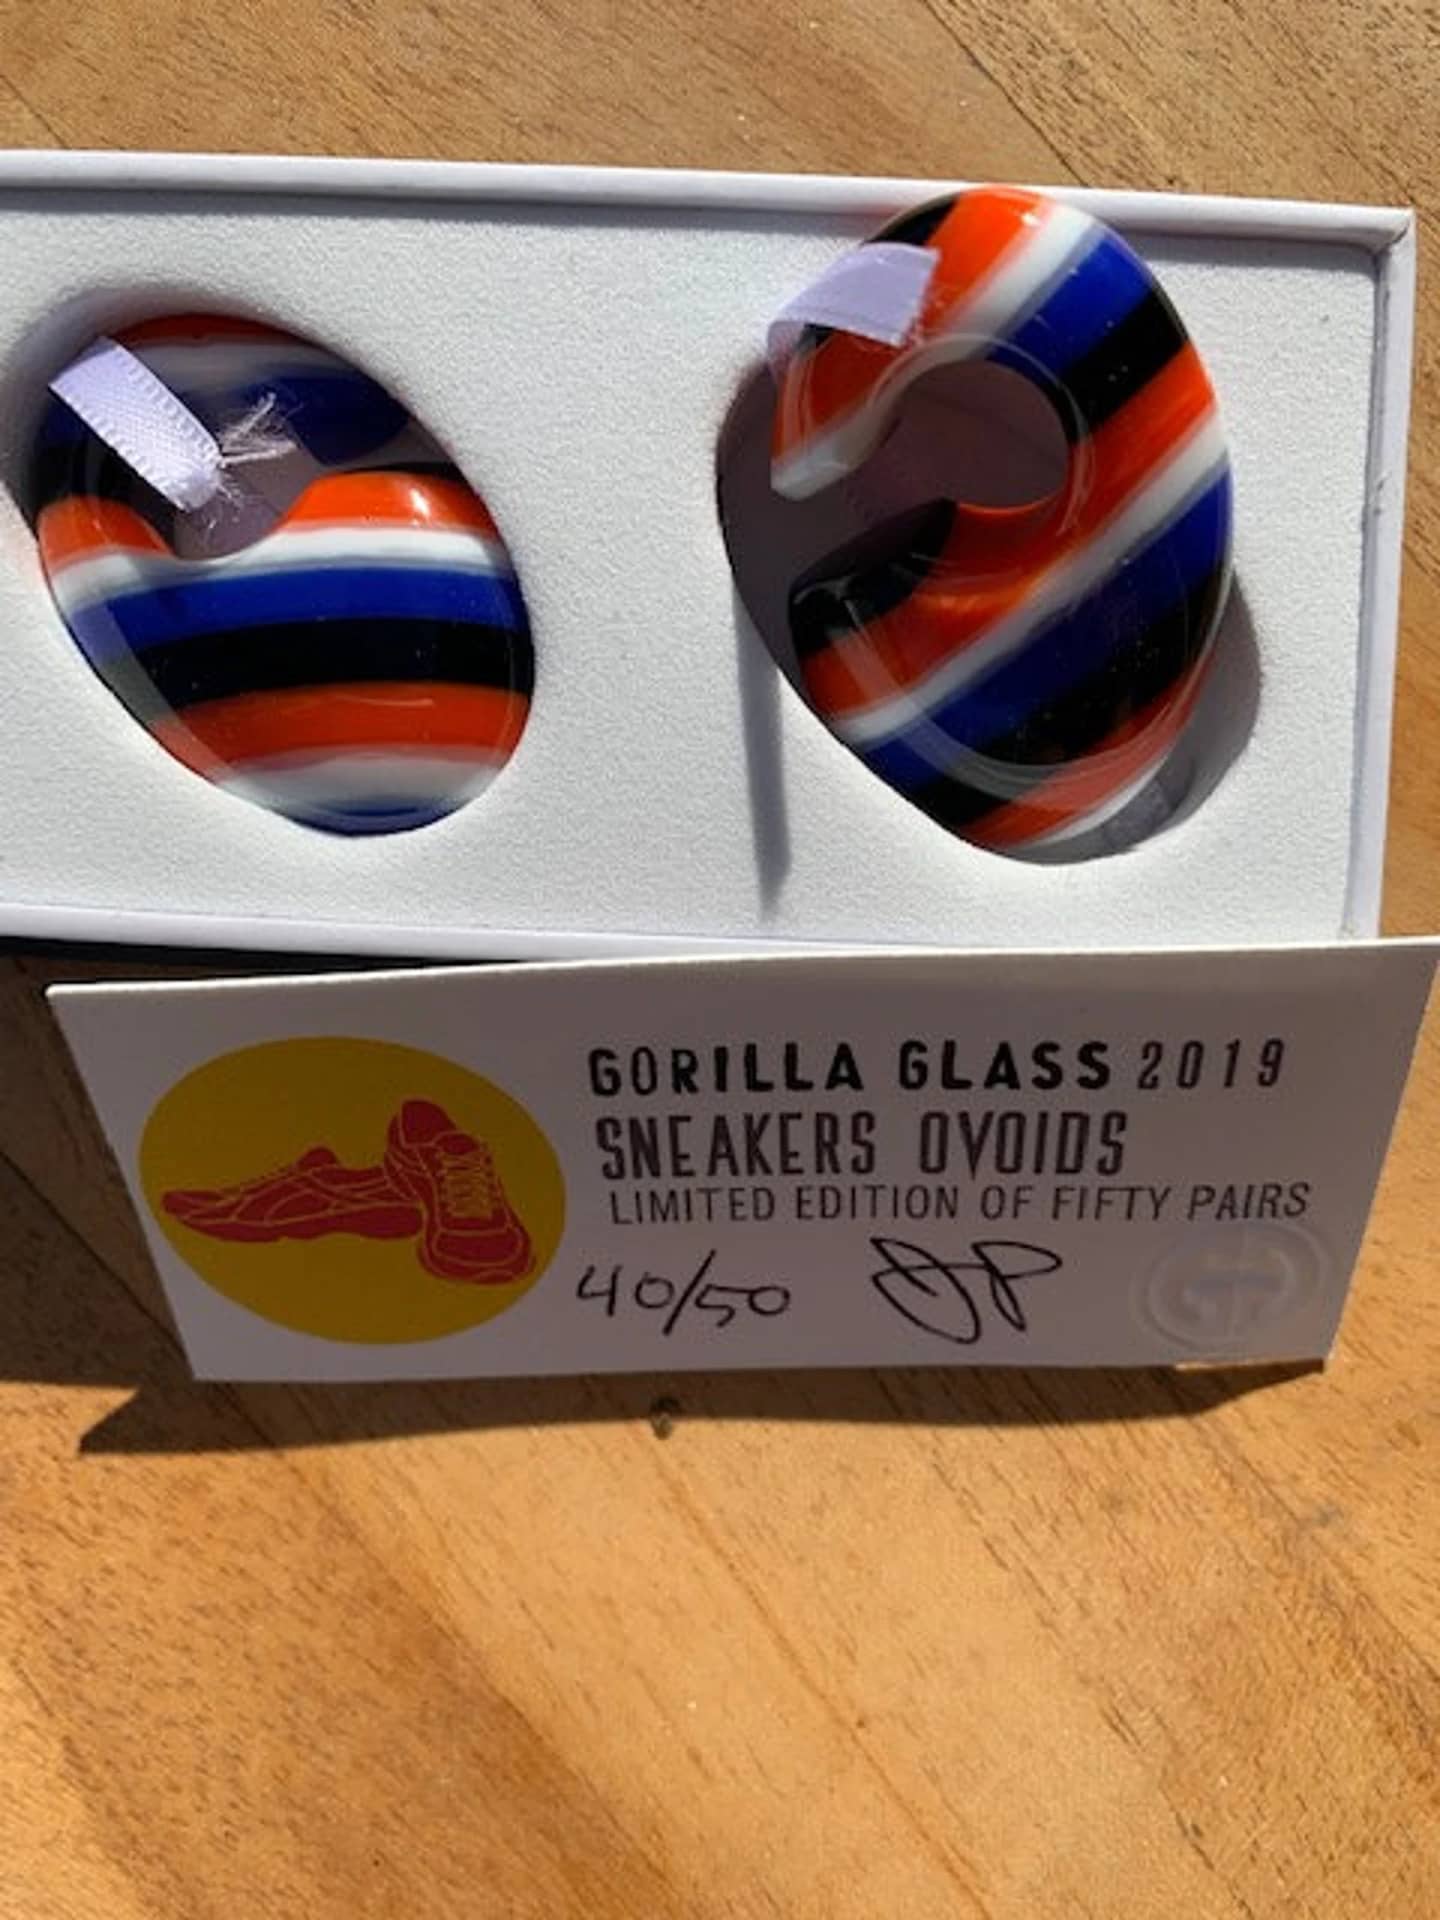 GORILLA GLASS 2019
SNEAKERS OVOIDS
LIMITED EDITION OF FIFTY PAIRS
40/50